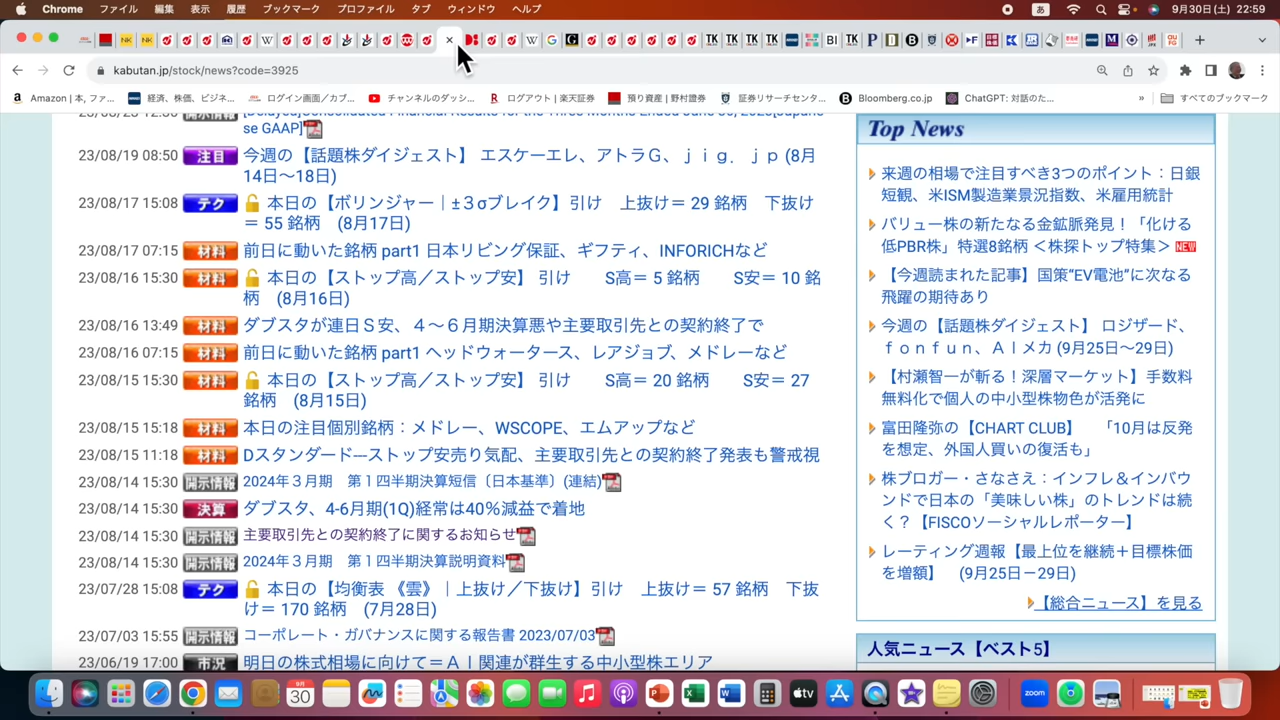 Chrome ファイル 編集 表示 履歴 ブックマーク プロファイル タブ ウィンドウ ヘルプ あ 9月30日(土) 22:59
kabutan.jp/stock/news?code=3925
Amazon | 本, ファ... 経済、株価、ビジネ... ログイン画面／カブ... チャンネルのダッシ... ログアウト | 楽天証券 預り資産 | 野村證券 証券リサーチセンタ... Bloomberg.co.jp ChatGPT: 対話のため... » すべてのブックマーク
se GAAP]
23/08/19 08:50 注目 今週の【話題株ダイジェスト】 エスケーエレ、アトラＧ、ｊｉｇ．ｊｐ (8月
14日～18日)
23/08/17 15:08 テク 本日の【ボリンジャー｜±３σブレイク】引け 上抜け＝ 29 銘柄 下抜け
＝ 55 銘柄 (8月17日)
23/08/17 07:15 材料 前日に動いた銘柄 part1 日本リビング保証、ギフティ、INFORICHなど
23/08/16 15:30 材料 本日の【ストップ高／ストップ安】 引け S高＝ 5 銘柄 S安＝ 10 銘
柄 (8月16日)
23/08/16 13:49 材料 ダブスタが連日Ｓ安、４～６月期決算悪や主要取引先との契約終了で
23/08/16 07:15 材料 前日に動いた銘柄 part1 ヘッドウォータース、レアジョブ、メドレーなど
23/08/15 15:30 材料 本日の【ストップ高／ストップ安】 引け S高＝ 20 銘柄 S安＝ 27
銘柄 (8月15日)
23/08/15 15:18 材料 本日の注目個別銘柄：メドレー、WSCOPE、エムアップなど
23/08/15 11:18 材料 Dスタンダード---ストップ安売り気配、主要取引先との契約終了発表も警戒視
23/08/14 15:30 開示情報 2024年３月期 第１四半期決算短信〔日本基準〕(連結)
23/08/14 15:30 決算 ダブスタ、4-6月期(1Q)経常は40％減益で着地
23/08/14 15:30 開示情報 主要取引先との契約終了に関するお知らせ
23/08/14 15:30 開示情報 2024年３月期 第１四半期決算説明資料
23/07/28 15:08 テク 本日の【均衡表 《雲》｜上抜け／下抜け】引け 上抜け＝ 57 銘柄 下抜
け＝ 170 銘柄 (7月28日)
23/07/03 15:55 開示情報 コーポレート・ガバナンスに関する報告書 2023/07/03
23/06/19 17:00 市況 明日の株式相場に向けて＝ＡＩ関連が群生する中小型株エリア
Top News
来週の相場で注目すべき3つのポイント：日銀
短観、米ISM製造業景況指数、米雇用統計
バリュー株の新たなる金鉱脈発見！「化ける
低PBR株」特選8銘柄 ＜株探トップ特集＞ NEW
【今週読まれた記事】国策“EV電池”に次なる
飛躍の期待あり
今週の【話題株ダイジェスト】 ロジザード、
ｆｏｎｆｕｎ、ＡＩメカ (9月25日～29日)
【村瀬智一が斬る！深層マーケット】手数料
無料化で個人の中小型株物色が活発に
富田隆弥の【CHART CLUB】 「10月は反発
を想定、外国人買いの復活も」
株ブロガー・さなさえ：インフレ＆インバウ
ンドで日本の「美味しい株」のトレンドは続
く？【FISCOソーシャルレポーター】
レーティング週報【最上位を継続＋目標株価
を増額】 (9月25日－29日)
【総合ニュース】を見る
人気ニュース【ベスト5】